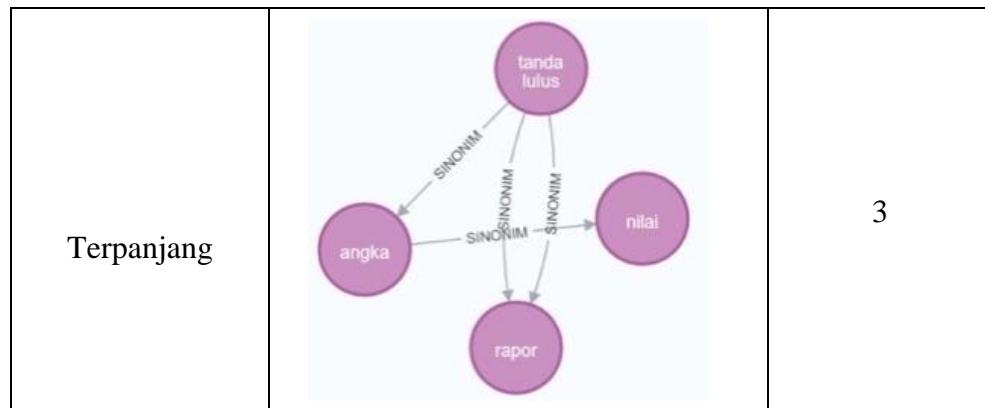 Terpanjang
tanda
lulus
SINONIM
SINONIM
SINONIM
SINONIM
angka
nilai
rapor
3